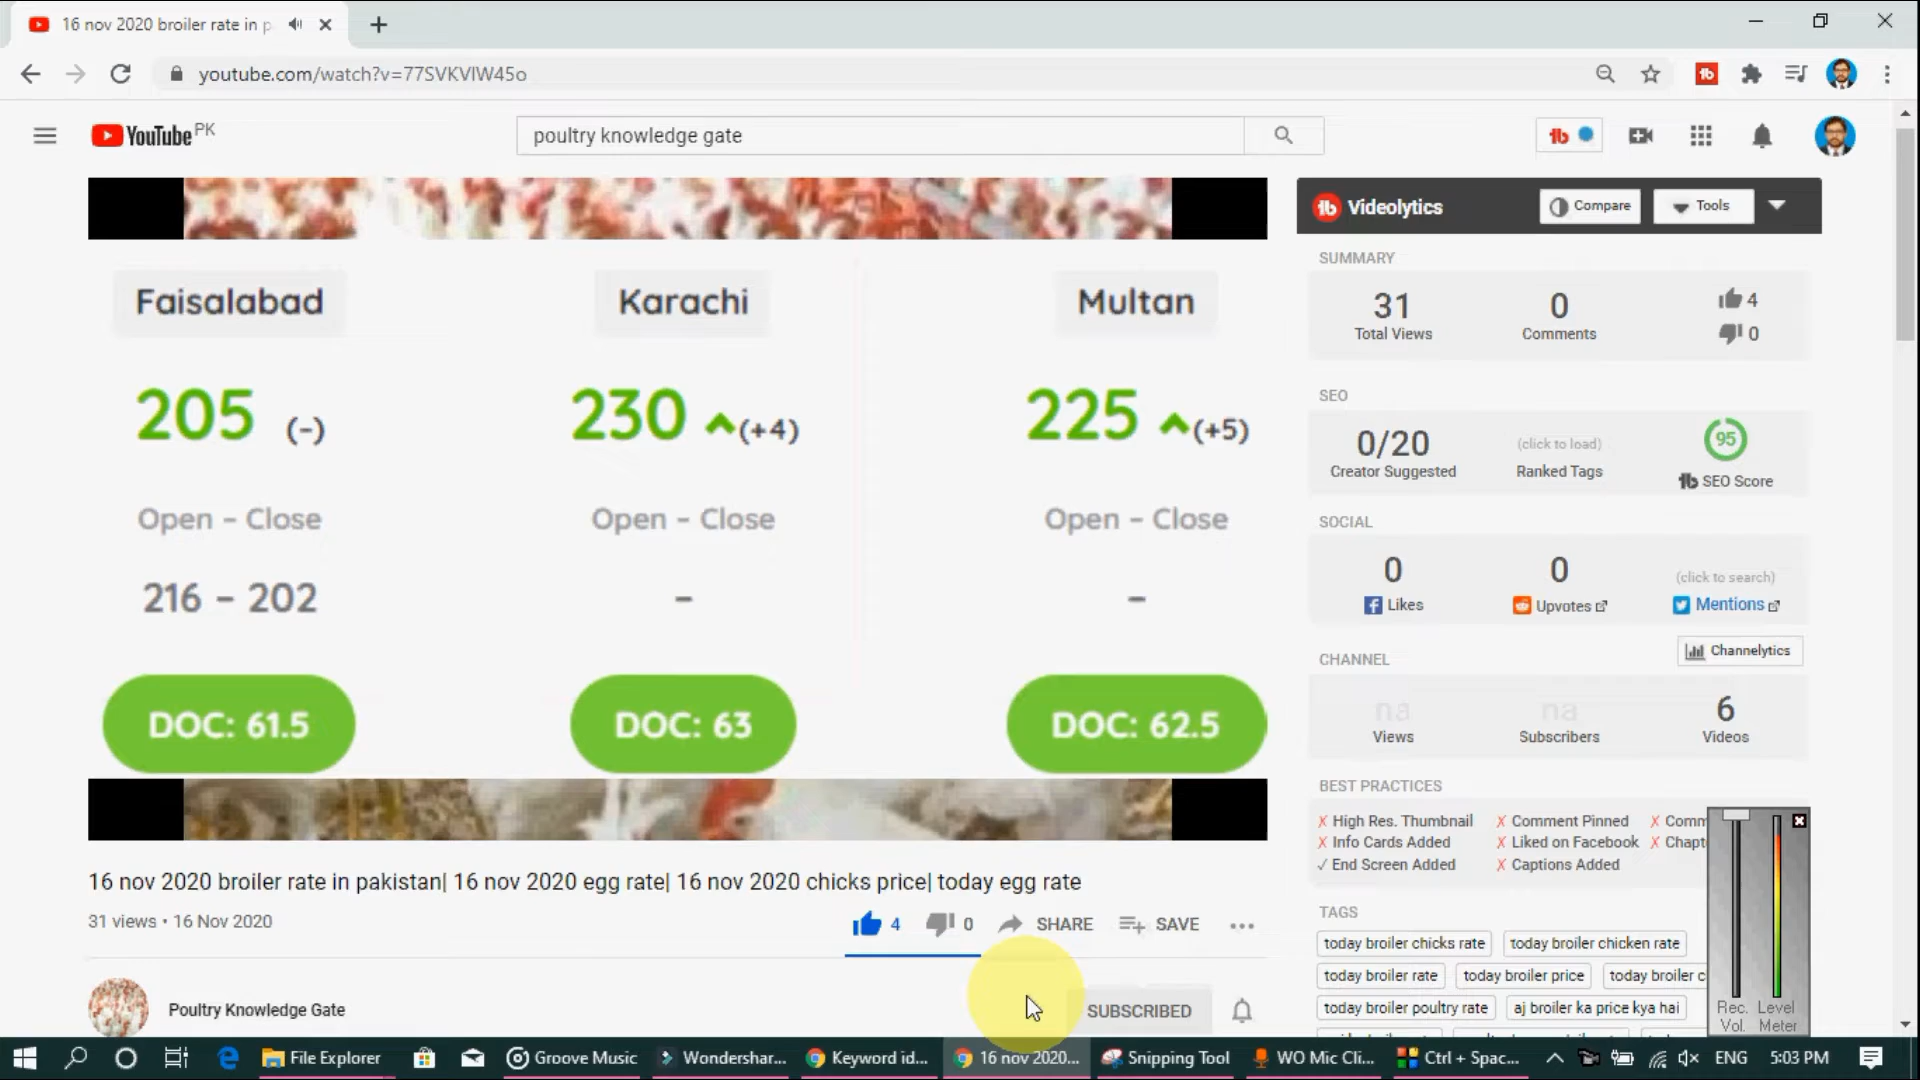 16 nov 2020 broiler rate in p
youtube.com/watch?v=77SVKVlW45o
YouTube PK
poultry knowledge gate
Faisalabad
Karachi
Multan
205 (-)
230 (+4)
225 (+5)
Open - Close
Open - Close
Open - Close
216 - 202
-
-
DOC: 61.5
DOC: 63
DOC: 62.5
16 nov 2020 broiler rate in pakistan| 16 nov 2020 egg rate| 16 nov 2020 chicks price| today egg rate
31 views • 16 Nov 2020
4
0
SHARE
SAVE
Poultry Knowledge Gate
SUBSCRIBED
Videolytics
Compare
Tools
SUMMARY
31
0
4
Total Views
Comments
0
SEO
0/20
(click to load)
95
Creator Suggested
Ranked Tags
SEO Score
SOCIAL
0
0
(click to search)
Likes
Upvotes
Mentions
CHANNEL
Channelytics
na
na
6
Views
Subscribers
Videos
BEST PRACTICES
✗ High Res. Thumbnail ✗ Comment Pinned ✗ Comm
✗ Info Cards Added ✗ Liked on Facebook ✗ Chapt
✓ End Screen Added ✗ Captions Added
TAGS
today broiler chicks rate
today broiler chicken rate
today broiler rate
today broiler price
today broiler c
today broiler poultry rate
aj broiler ka price kya hai
Rec. Level
Vol. Meter
File Explorer
Groove Music
Wondershar...
Keyword id...
16 nov 2020...
Snipping Tool
WO Mic Cli...
Ctrl + Spac...
ENG
5:03 PM